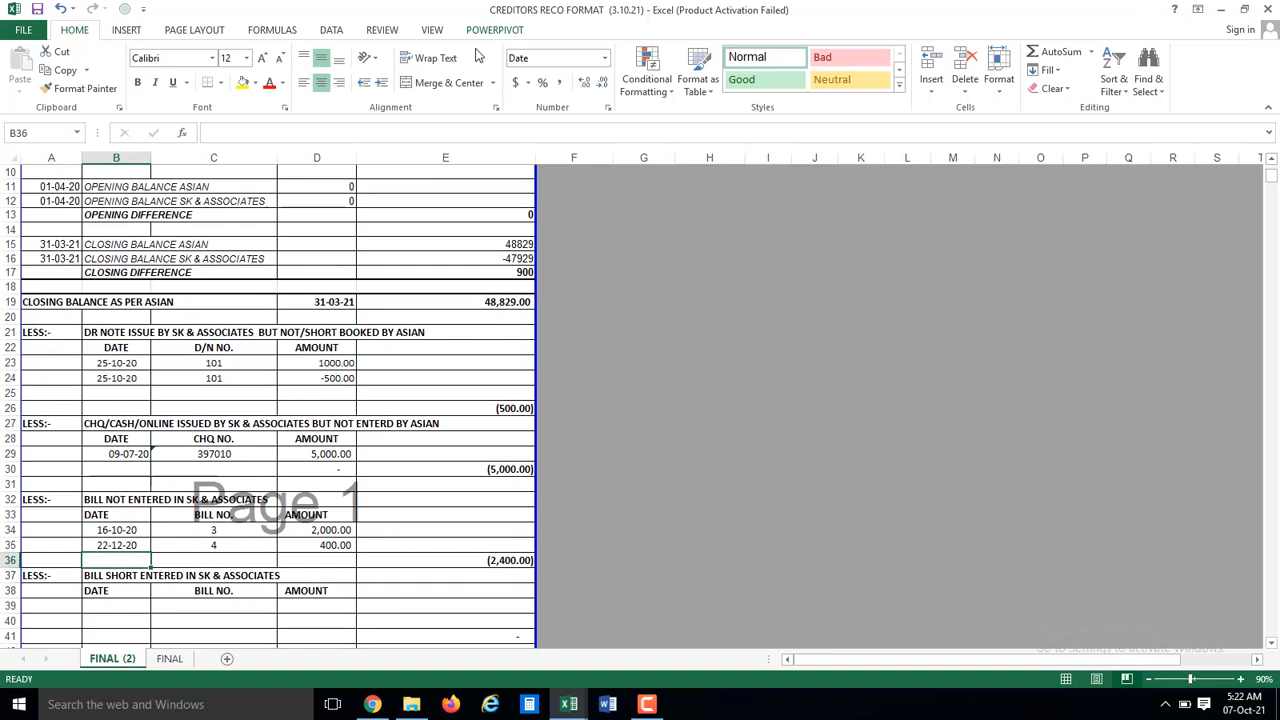 CREDITORS RECO FORMAT (3.10.21) - Excel (Product Activation Failed)
FILE HOME INSERT PAGE LAYOUT FORMULAS DATA REVIEW VIEW POWERPIVOT Sign in
Paste Cut Copy Format Painter Clipboard
Calibri 12 B I U A Font
Wrap Text Merge & Center Alignment
Date $ % , Number
Conditional Formatting Format as Table Normal Bad Good Neutral Styles
Insert Delete Format Cells
AutoSum Fill Clear Sort & Filter Find & Select Editing
B36 fx
A B C D E F G H I J K L M N O P Q R S T
10
11 01-04-20 OPENING BALANCE ASIAN 0
12 01-04-20 OPENING BALANCE SK & ASSOCIATES 0
13 OPENING DIFFERENCE 0
14
15 31-03-21 CLOSING BALANCE ASIAN 48829
16 31-03-21 CLOSING BALANCE SK & ASSOCIATES -47929
17 CLOSING DIFFERENCE 900
18
19 CLOSING BALANCE AS PER ASIAN 31-03-21 48,829.00
20
21 LESS:- DR NOTE ISSUE BY SK & ASSOCIATES BUT NOT/SHORT BOOKED BY ASIAN
22 DATE D/N NO. AMOUNT
23 25-10-20 101 1000.00
24 25-10-20 101 -500.00
25
26 (500.00)
27 LESS:- CHQ/CASH/ONLINE ISSUED BY SK & ASSOCIATES BUT NOT ENTERD BY ASIAN
28 DATE CHQ NO. AMOUNT
29 09-07-20 397010 5,000.00
30 - (5,000.00)
31
32 LESS:- BILL NOT ENTERED IN SK & ASSOCIATES
Page 1
33 DATE BILL NO. AMOUNT
34 16-10-20 3 2,000.00
35 22-12-20 4 400.00
36 (2,400.00)
37 LESS:- BILL SHORT ENTERED IN SK & ASSOCIATES
38 DATE BILL NO. AMOUNT
39
40
41 -
Go to Settings to activate Windows.
FINAL (2) FINAL
READY 90%
Search the web and Windows
5:22 AM
07-Oct-21